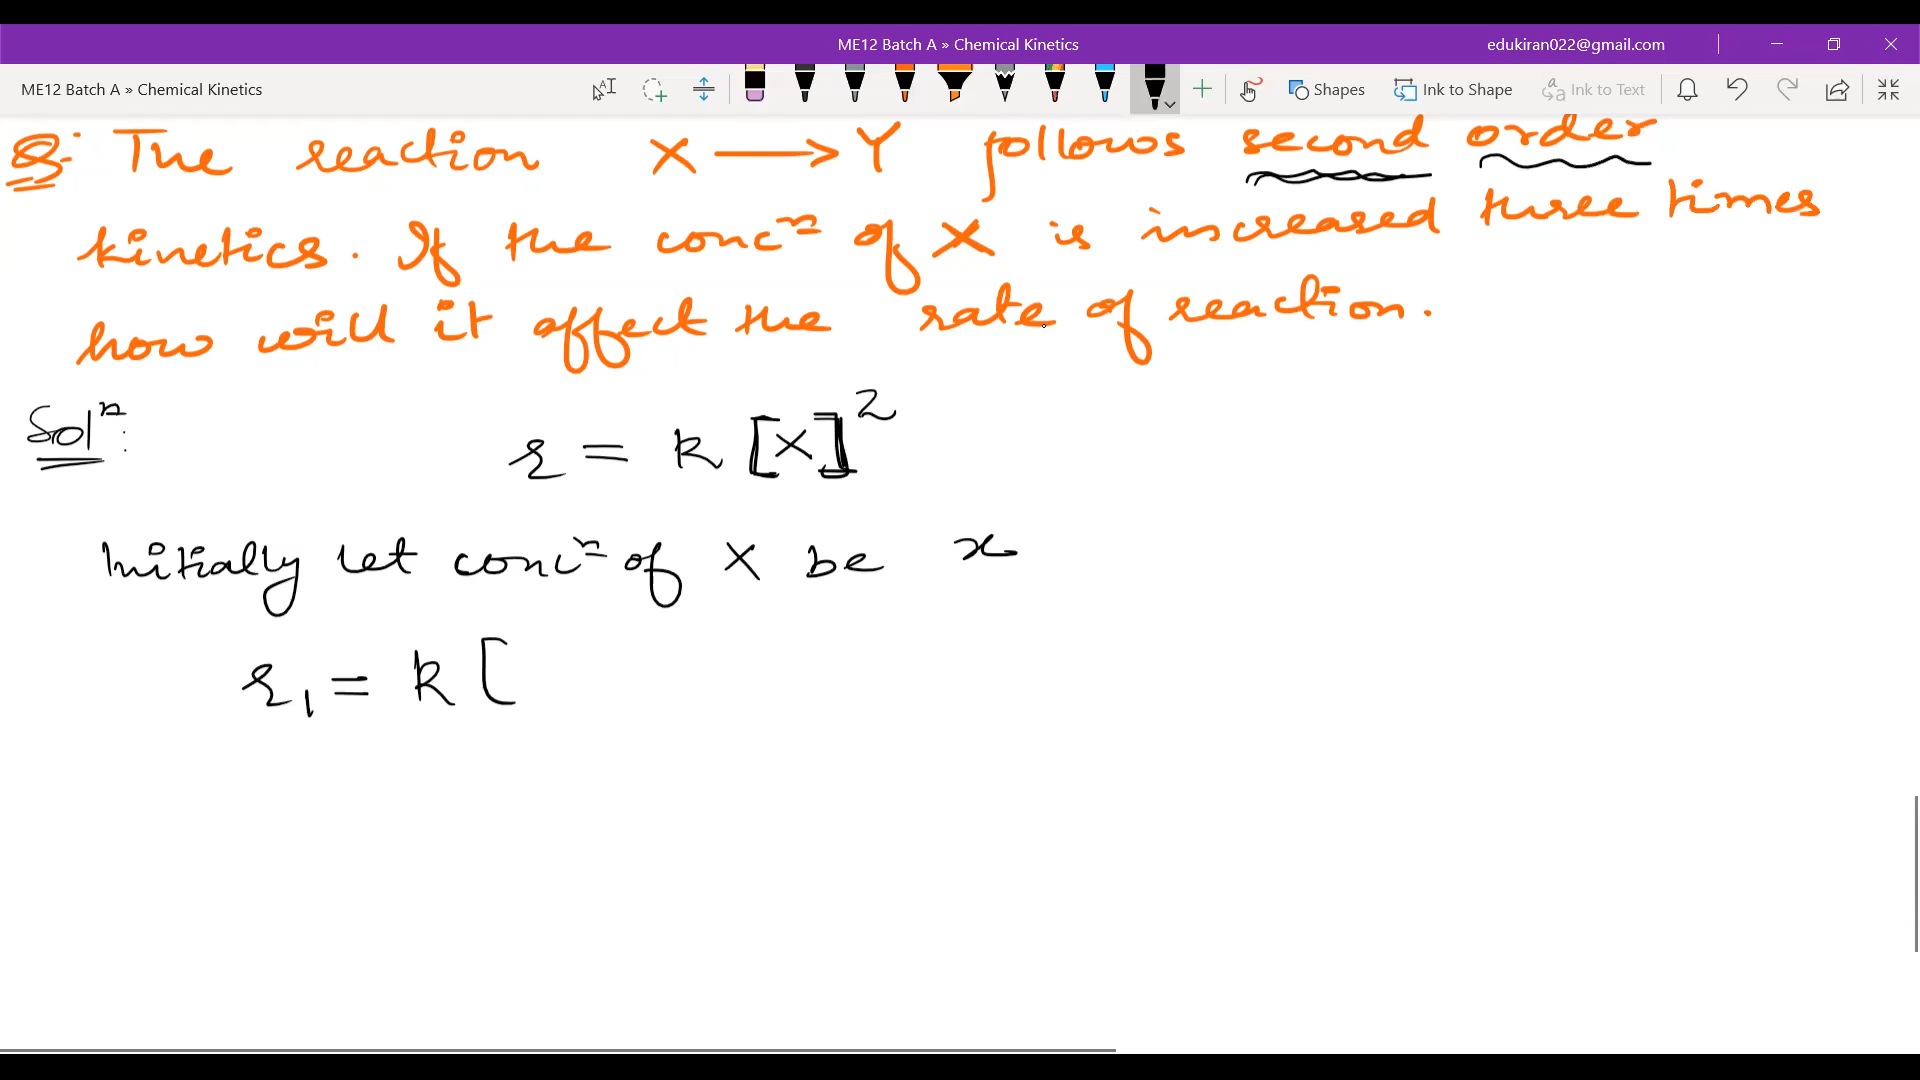 ME12 Batch A » Chemical Kinetics
edukiran022@gmail.com
ME12 Batch A » Chemical Kinetics
Shapes
Ink to Shape
Ink to Text
Q: The reaction X ⟶ Y follows second order
kinetics. If the concⁿ of X is increased three times
how will it affect the rate of reaction.
Solⁿ:
r = k [X]²
Initially let concⁿ of X be x
r₁ = k [